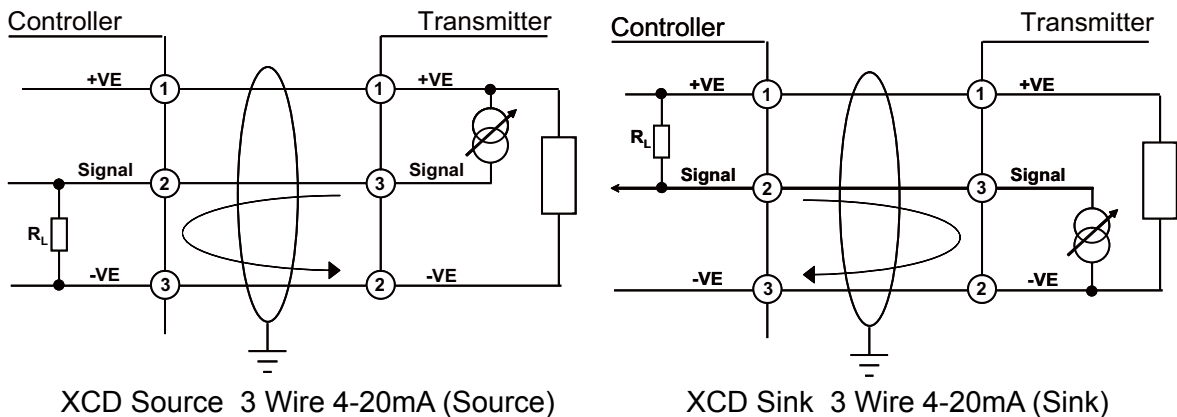 Controller
Transmitter
+VE
1
1
+VE
Signal
2
3
Signal
RL
-VE
3
2
-VE
XCD Source 3 Wire 4-20mA (Source)
Controller
Transmitter
+VE
1
1
+VE
RL
Signal
2
3
Signal
-VE
3
2
-VE
XCD Sink 3 Wire 4-20mA (Sink)